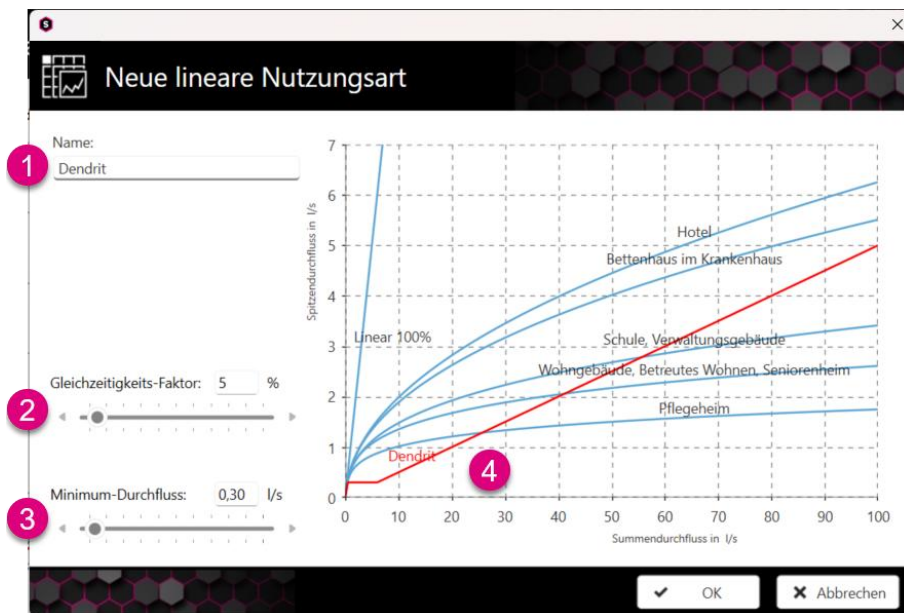 S
Neue lineare Nutzungsart
1
Name:
Dendrit
2
Gleichzeitigkeits-Faktor: 5 %
3
Minimum-Durchfluss: 0,30 l/s
Spitzendurchfluss in l/s
7
6
5
4
3
2
1
0
Hotel
Bettenhaus im Krankenhaus
Linear 100%
Schule, Verwaltungsgebäude
Wohngebäude, Betreutes Wohnen, Seniorenheim
Pflegeheim
Dendrit
4
0 10 20 30 40 50 60 70 80 90 100
Summendurchfluss in l/s
OK
Abbrechen